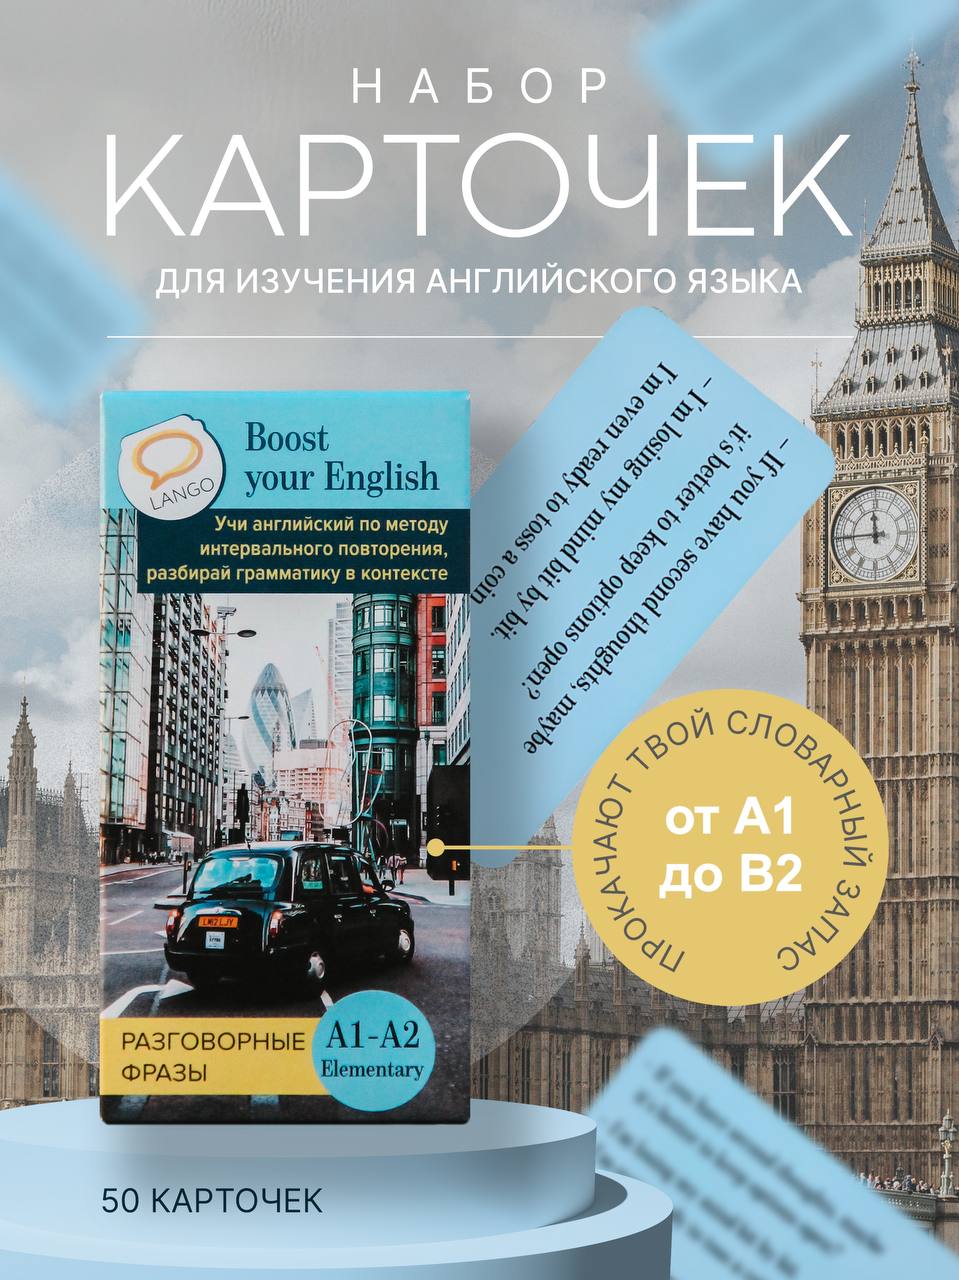 НАБОР
КАРТОЧЕК
ДЛЯ ИЗУЧЕНИЯ АНГЛИЙСКОГО ЯЗЫКА
LANGO
Boost
your English
Учи английский по методу
интервального повторения,
разбирай грамматику в контексте
– If you have second thoughts, maybe
it's better to keep options open?
– I'm losing my mind bit by bit.
I'm even ready to toss a coin
ПРОКАЧАЮТ ТВОЙ СЛОВАРНЫЙ ЗАПАС
от А1
до B2
РАЗГОВОРНЫЕ
ФРАЗЫ
A1-A2
Elementary
50 КАРТОЧЕК